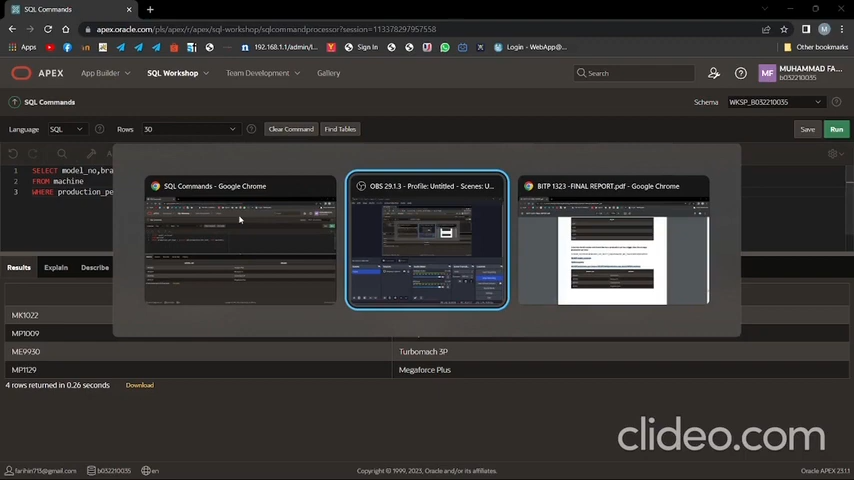 SQL Commands
apex.oracle.com/pls/apex/r/apex/sql-workshop/sqlcommandprocessor?session=113378297957558
Apps
192.168.1.1/admin/l...
Sign In
Login - WebApp@...
Other bookmarks
ORACLE APEX
App Builder
SQL Workshop
Team Development
Gallery
Search
MF
MUHAMMAD FA...
b032210035
SQL Commands
Schema
WKSP_B032210035
Language
SQL
Rows
30
Clear Command
Find Tables
Save
Run
1 SELECT model_no,bra
2 FROM machine
3 WHERE production_pe
SQL Commands - Google Chrome
OBS 29.1.3 - Profile: Untitled - Scenes: U...
BITP 1323 -FINAL REPORT.pdf - Google Chrome
Results
Explain
Describe
MK1022
MP1009
ME9930
Turbomach 3P
MP1129
Megaforce Plus
4 rows returned in 0.26 seconds
Download
clideo.com
farihin713@gmail.com
b032210035
en
Copyright © 1999, 2023, Oracle and/or its affiliates.
Oracle APEX 23.1.1